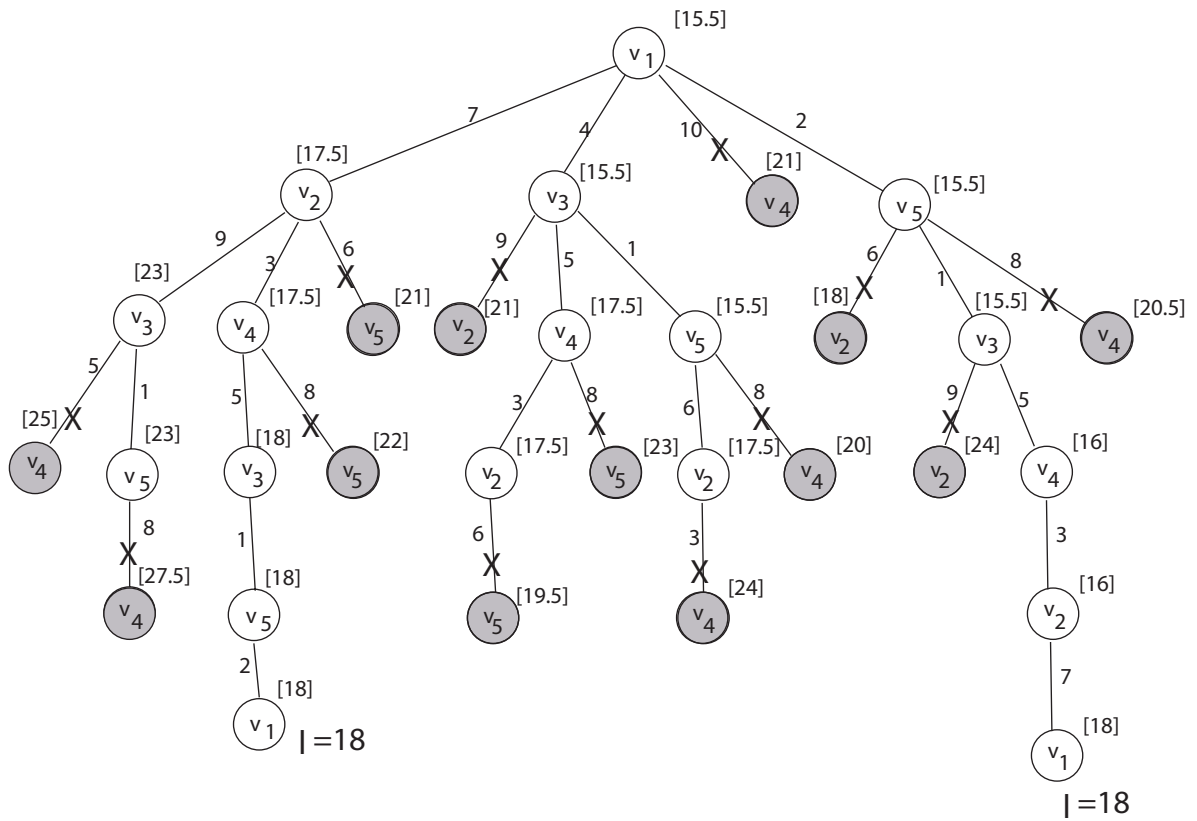 [15.5]
v1
7
4
10
2
X
[17.5]
v2
[15.5]
v3
[21]
v4
[15.5]
v5
9
3
6
X
9
X
5
1
6
X
1
8
X
[23]
v3
[17.5]
v4
[21]
v5
[21]
v2
[17.5]
v4
[15.5]
v5
[18]
v2
[15.5]
v3
[20.5]
v4
5
X
1
5
8
X
3
8
X
6
8
X
9
X
5
[25]
v4
[23]
v5
[18]
v3
[22]
v5
[17.5]
v2
[23]
v5
[17.5]
v2
[20]
v4
[24]
v2
[16]
v4
8
X
1
6
X
3
X
3
[27.5]
v4
[18]
v5
[19.5]
v5
[24]
v4
[16]
v2
2
7
[18]
v1
l =18
[18]
v1
l =18